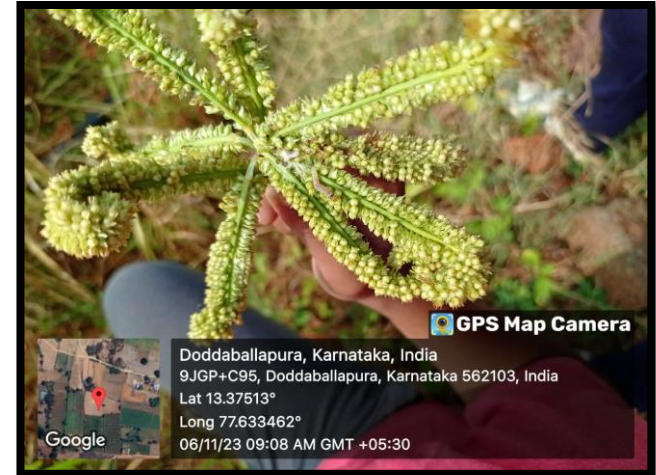 GPS Map Camera
Doddaballapura, Karnataka, India
9JGP+C95, Doddaballapura, Karnataka 562103, India
Lat 13.37513°
Long 77.633462°
06/11/23 09:08 AM GMT +05:30
Google